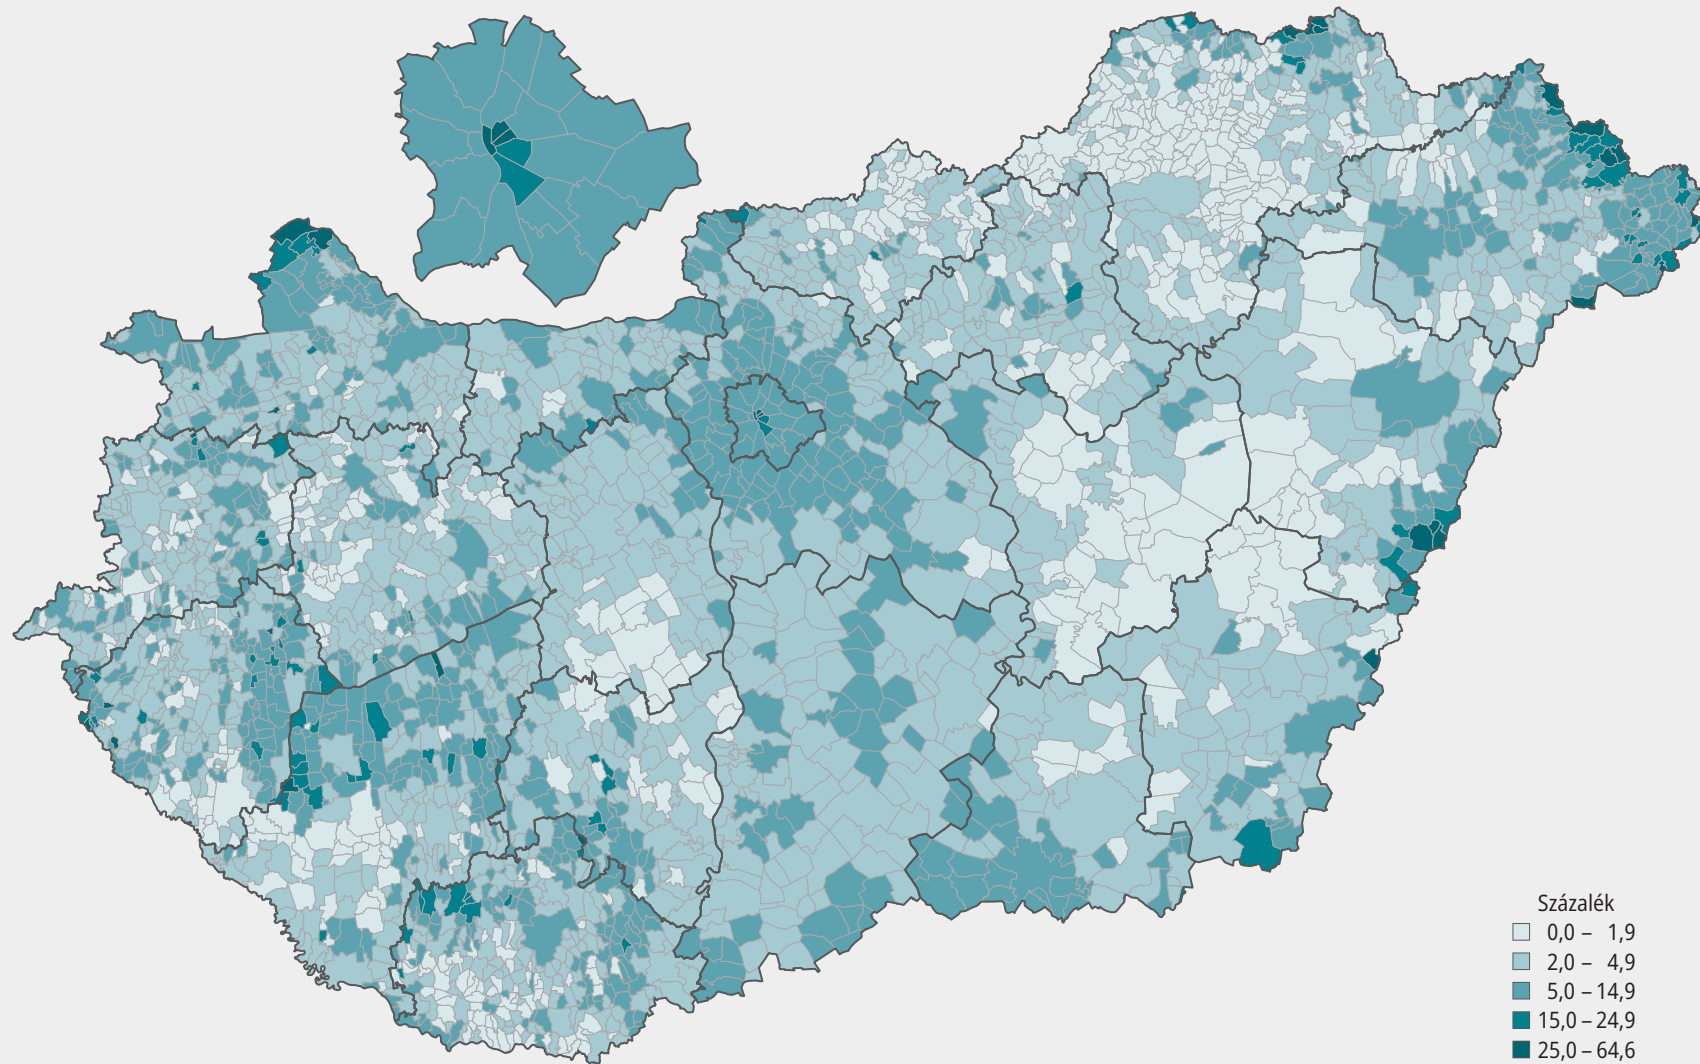 Százalék
0,0 – 1,9
2,0 – 4,9
5,0 – 14,9
15,0 – 24,9
25,0 – 64,6